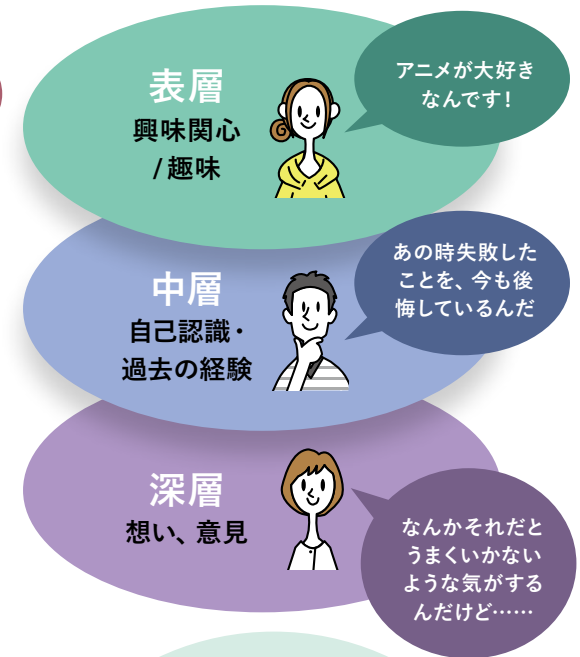 表層
興味関心
/趣味
アニメが大好き
なんです！
中層
自己認識・
過去の経験
あの時失敗した
ことを、今も後
悔しているんだ
深層
想い、意見
なんかそれだと
うまくいかない
ような気がする
んだけど……